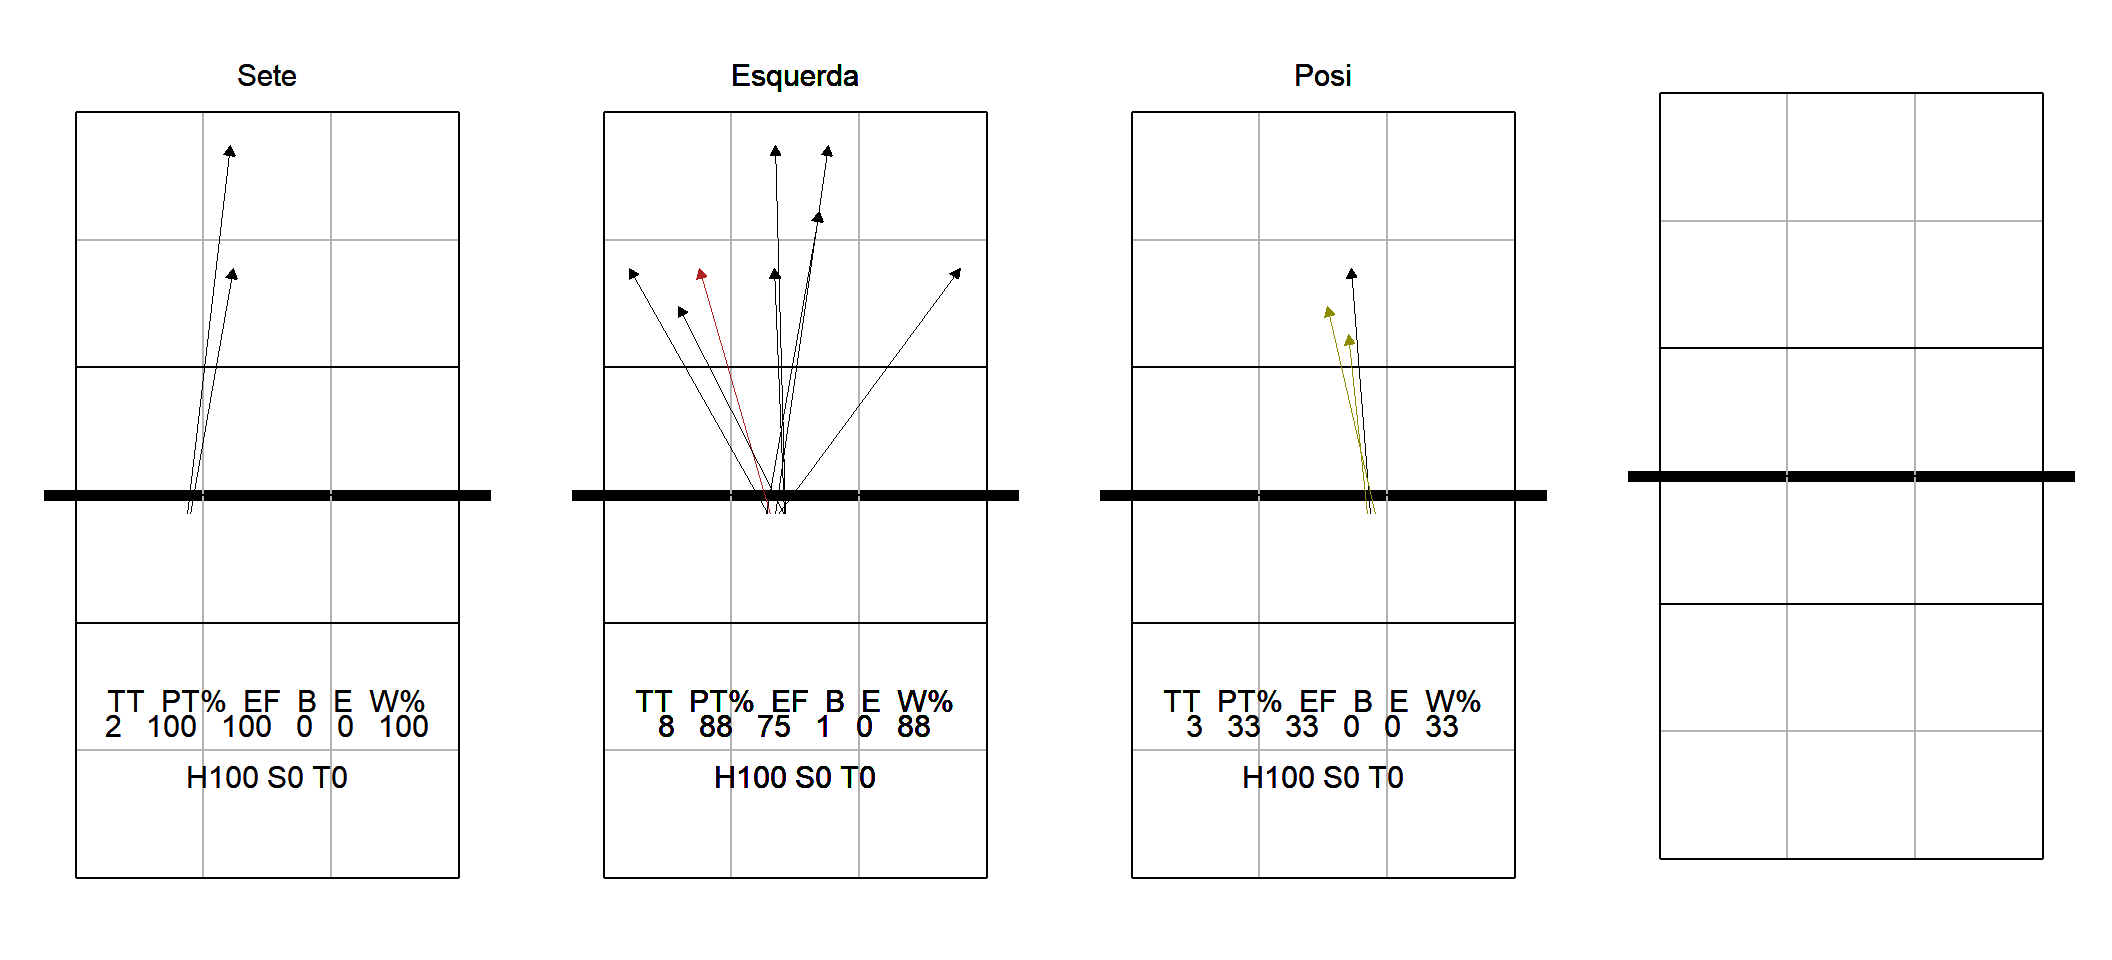 Sete
TT PT% EF B E W%
2 100 100 0 0 100
H100 S0 T0
Esquerda
TT PT% EF B E W%
8 88 75 1 0 88
H100 S0 T0
Posi
TT PT% EF B E W%
3 33 33 0 0 33
H100 S0 T0